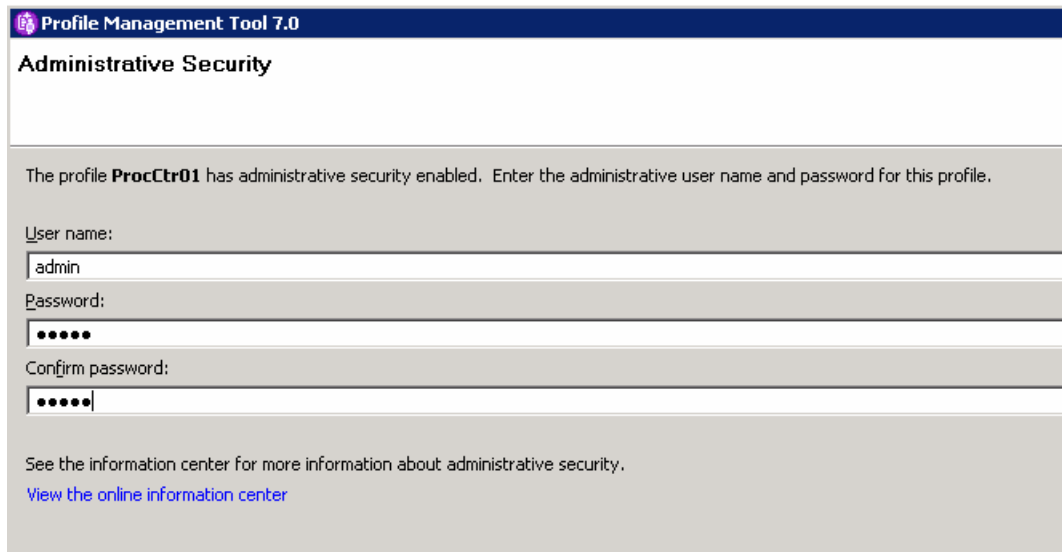 Profile Management Tool 7.0
Administrative Security
The profile ProcCtr01 has administrative security enabled. Enter the administrative user name and password for this profile.
User name:
admin
Password:
●●●●●
Confirm password:
●●●●●
See the information center for more information about administrative security.
View the online information center